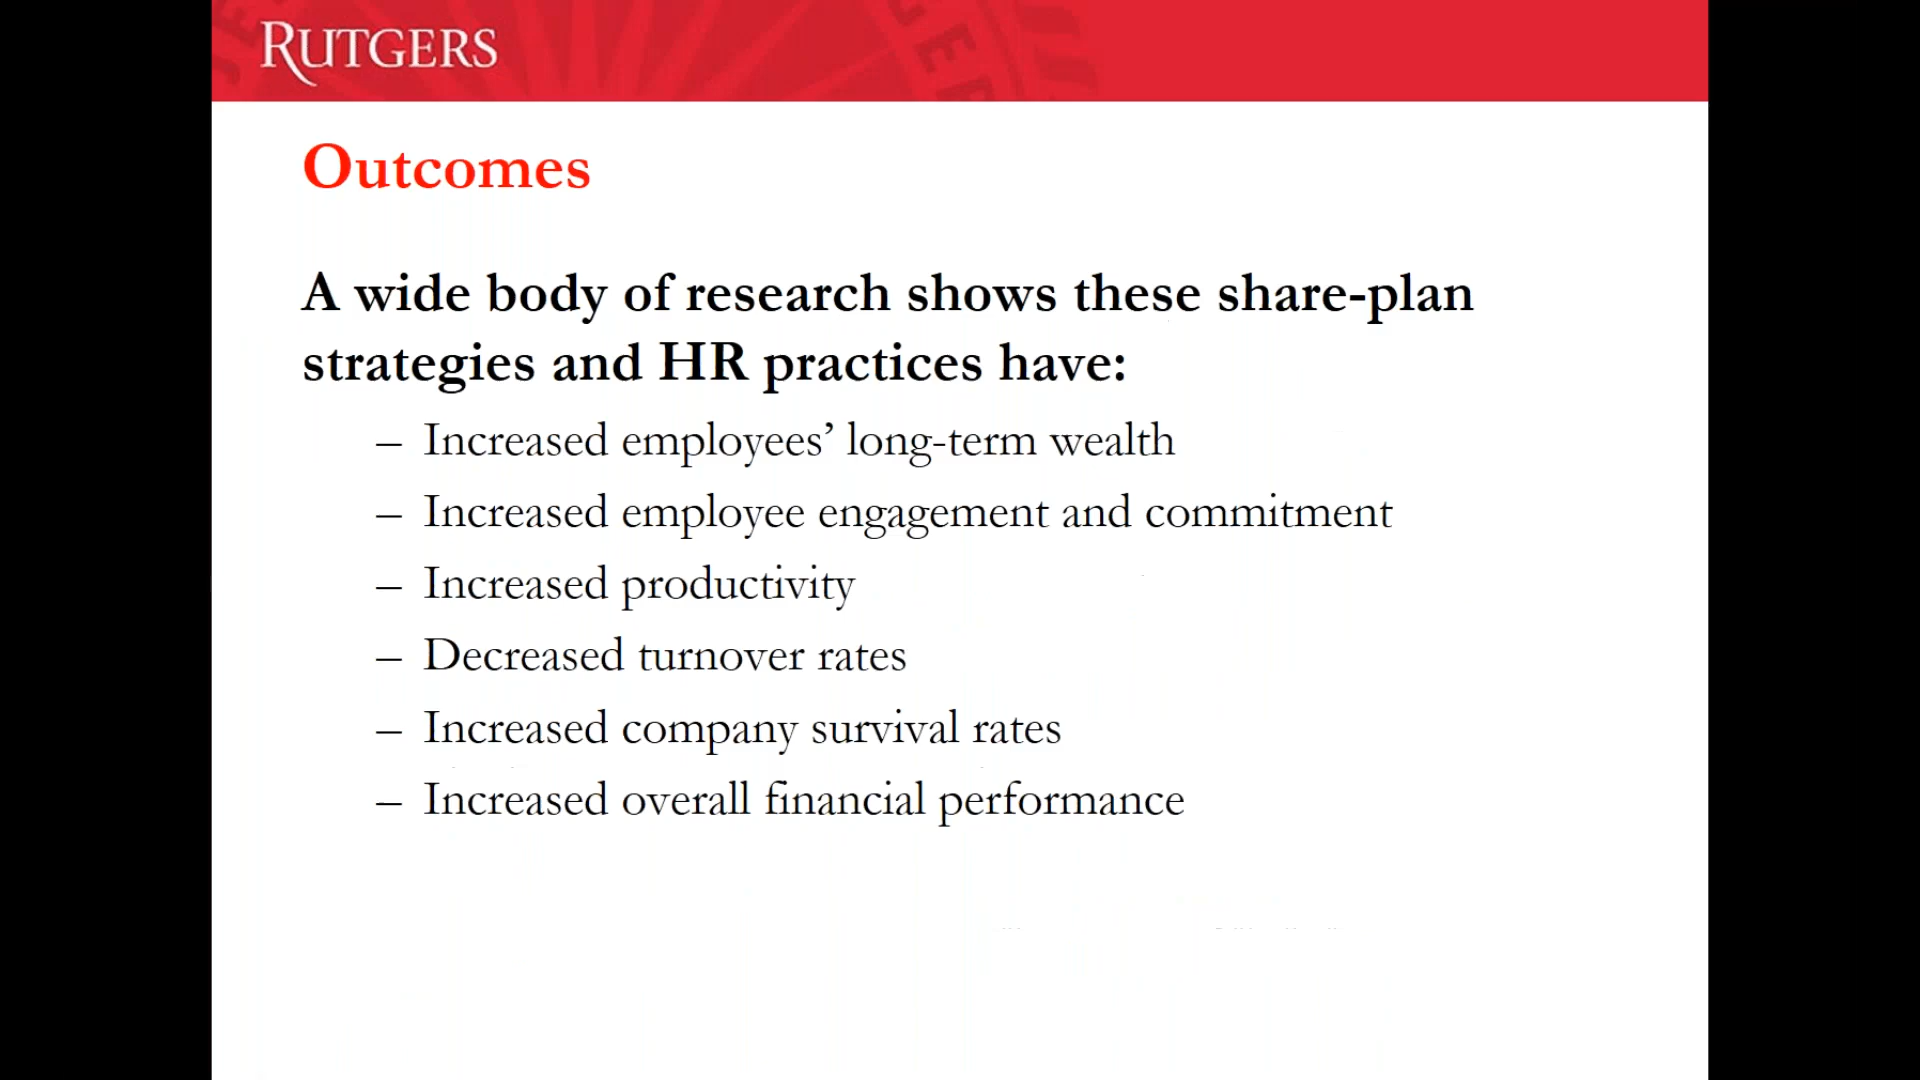 RUTGERS
Outcomes
A wide body of research shows these share-plan
strategies and HR practices have:
– Increased employees’ long-term wealth
– Increased employee engagement and commitment
– Increased productivity
– Decreased turnover rates
– Increased company survival rates
– Increased overall financial performance